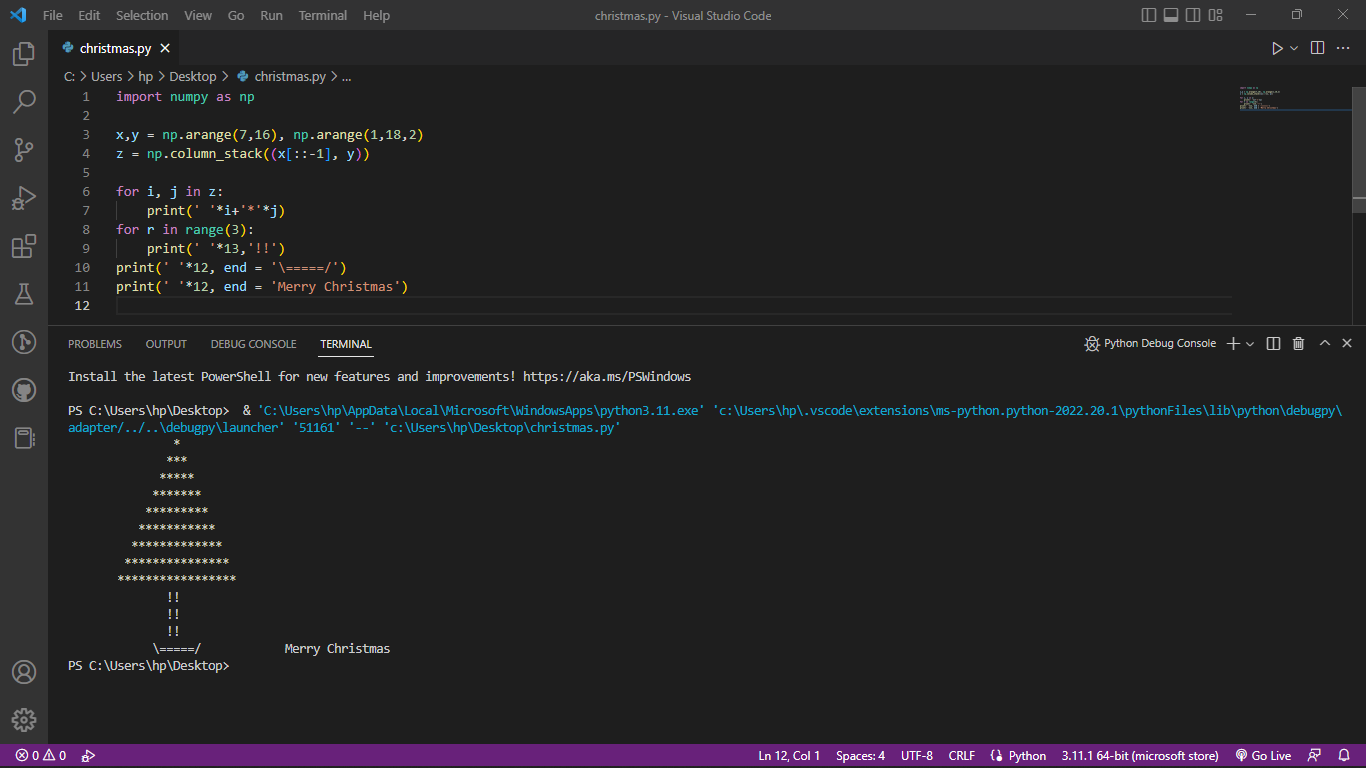 File Edit Selection View Go Run Terminal Help christmas.py - Visual Studio Code
christmas.py
C: > Users > hp > Desktop > christmas.py > ...
1 import numpy as np
2
3 x,y = np.arange(7,16), np.arange(1,18,2)
4 z = np.column_stack((x[::-1], y))
5
6 for i, j in z:
7     print(' '*i+'*'*j)
8 for r in range(3):
9     print(' '*13,'!!')
10 print(' '*12, end = '\=====/')
11 print(' '*12, end = 'Merry Christmas')
12
PROBLEMS OUTPUT DEBUG CONSOLE TERMINAL Python Debug Console
Install the latest PowerShell for new features and improvements! https://aka.ms/PSWindows
PS C:\Users\hp\Desktop>  & 'C:\Users\hp\AppData\Local\Microsoft\WindowsApps\python3.11.exe' 'c:\Users\hp\.vscode\extensions\ms-python.python-2022.20.1\pythonFiles\lib\python\debugpy\
adapter/../..\debugpy\launcher' '51161' '--' 'c:\Users\hp\Desktop\christmas.py'
               *
              ***
             *****
            *******
           *********
          ***********
         *************
        ***************
       *****************
              !!
              !!
              !!
            \=====/            Merry Christmas
PS C:\Users\hp\Desktop>
0 0 Ln 12, Col 1 Spaces: 4 UTF-8 CRLF Python 3.11.1 64-bit (microsoft store) Go Live